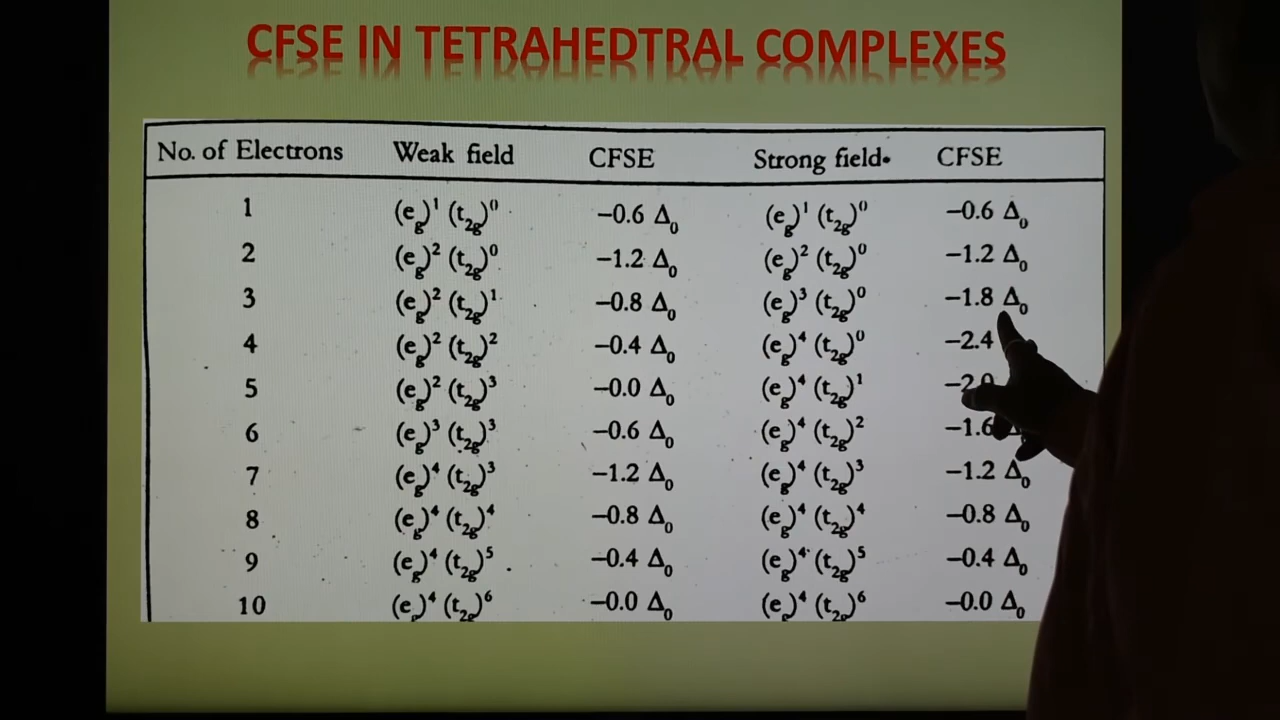 CFSE IN TETRAHEDTRAL COMPLEXES
No. of Electrons Weak field CFSE Strong field CFSE
1 (eg)¹ (t2g)⁰ –0.6 Δ0 (eg)¹ (t2g)⁰ –0.6 Δ0
2 (eg)² (t2g)⁰ –1.2 Δ0 (eg)² (t2g)⁰ –1.2 Δ0
3 (eg)² (t2g)¹ –0.8 Δ0 (eg)³ (t2g)⁰ –1.8 Δ0
4 (eg)² (t2g)² –0.4 Δ0 (eg)⁴ (t2g)⁰ –2.4
5 (eg)² (t2g)³ –0.0 Δ0 (eg)⁴ (t2g)¹ –2.0
6 (eg)³ (t2g)³ –0.6 Δ0 (eg)⁴ (t2g)² –1.6
7 (eg)⁴ (t2g)³ –1.2 Δ0 (eg)⁴ (t2g)³ –1.2 Δ0
8 (eg)⁴ (t2g)⁴ –0.8 Δ0 (eg)⁴ (t2g)⁴ –0.8 Δ0
9 (eg)⁴ (t2g)⁵ –0.4 Δ0 (eg)⁴ (t2g)⁵ –0.4 Δ0
10 (eg)⁴ (t2g)⁶ –0.0 Δ0 (eg)⁴ (t2g)⁶ –0.0 Δ0